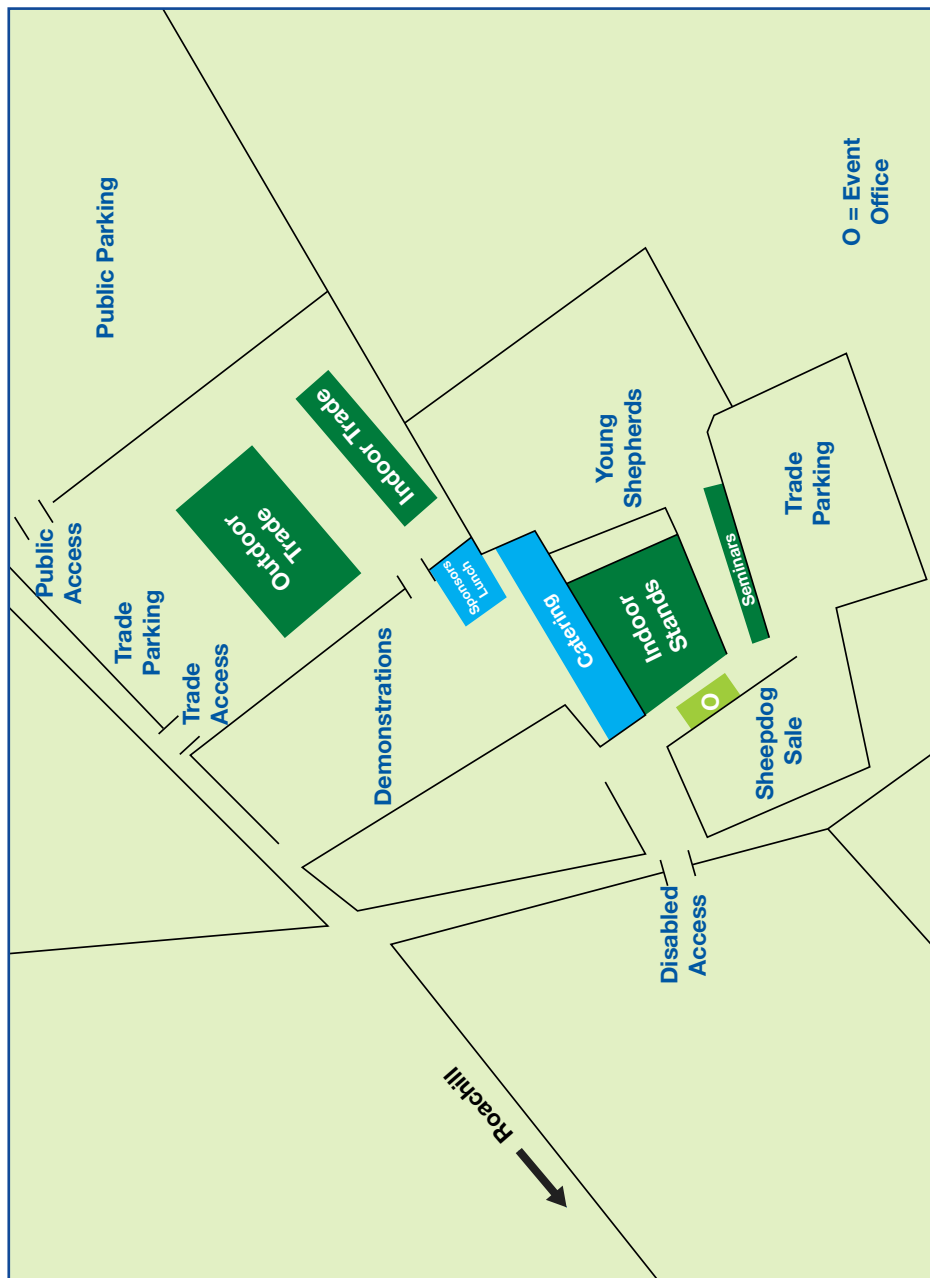 Public Parking
Public
Access
Trade
Parking
Trade
Access
Outdoor
Trade
Indoor Trade
Sponsors
Lunch
Demonstrations
Catering
Indoor
Stands
Young
Shepherds
Seminars
Trade
Parking
O
Sheepdog
Sale
Disabled
Access
O = Event
Office
Roachill